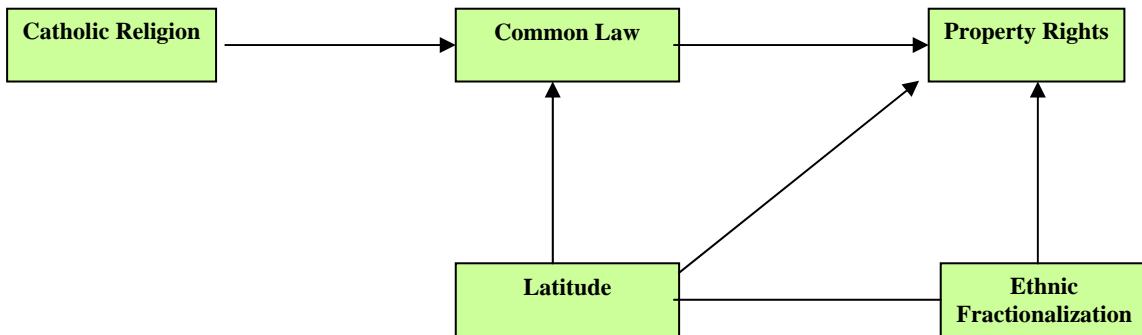 Catholic Religion
Common Law
Property Rights
Latitude
Ethnic
Fractionalization